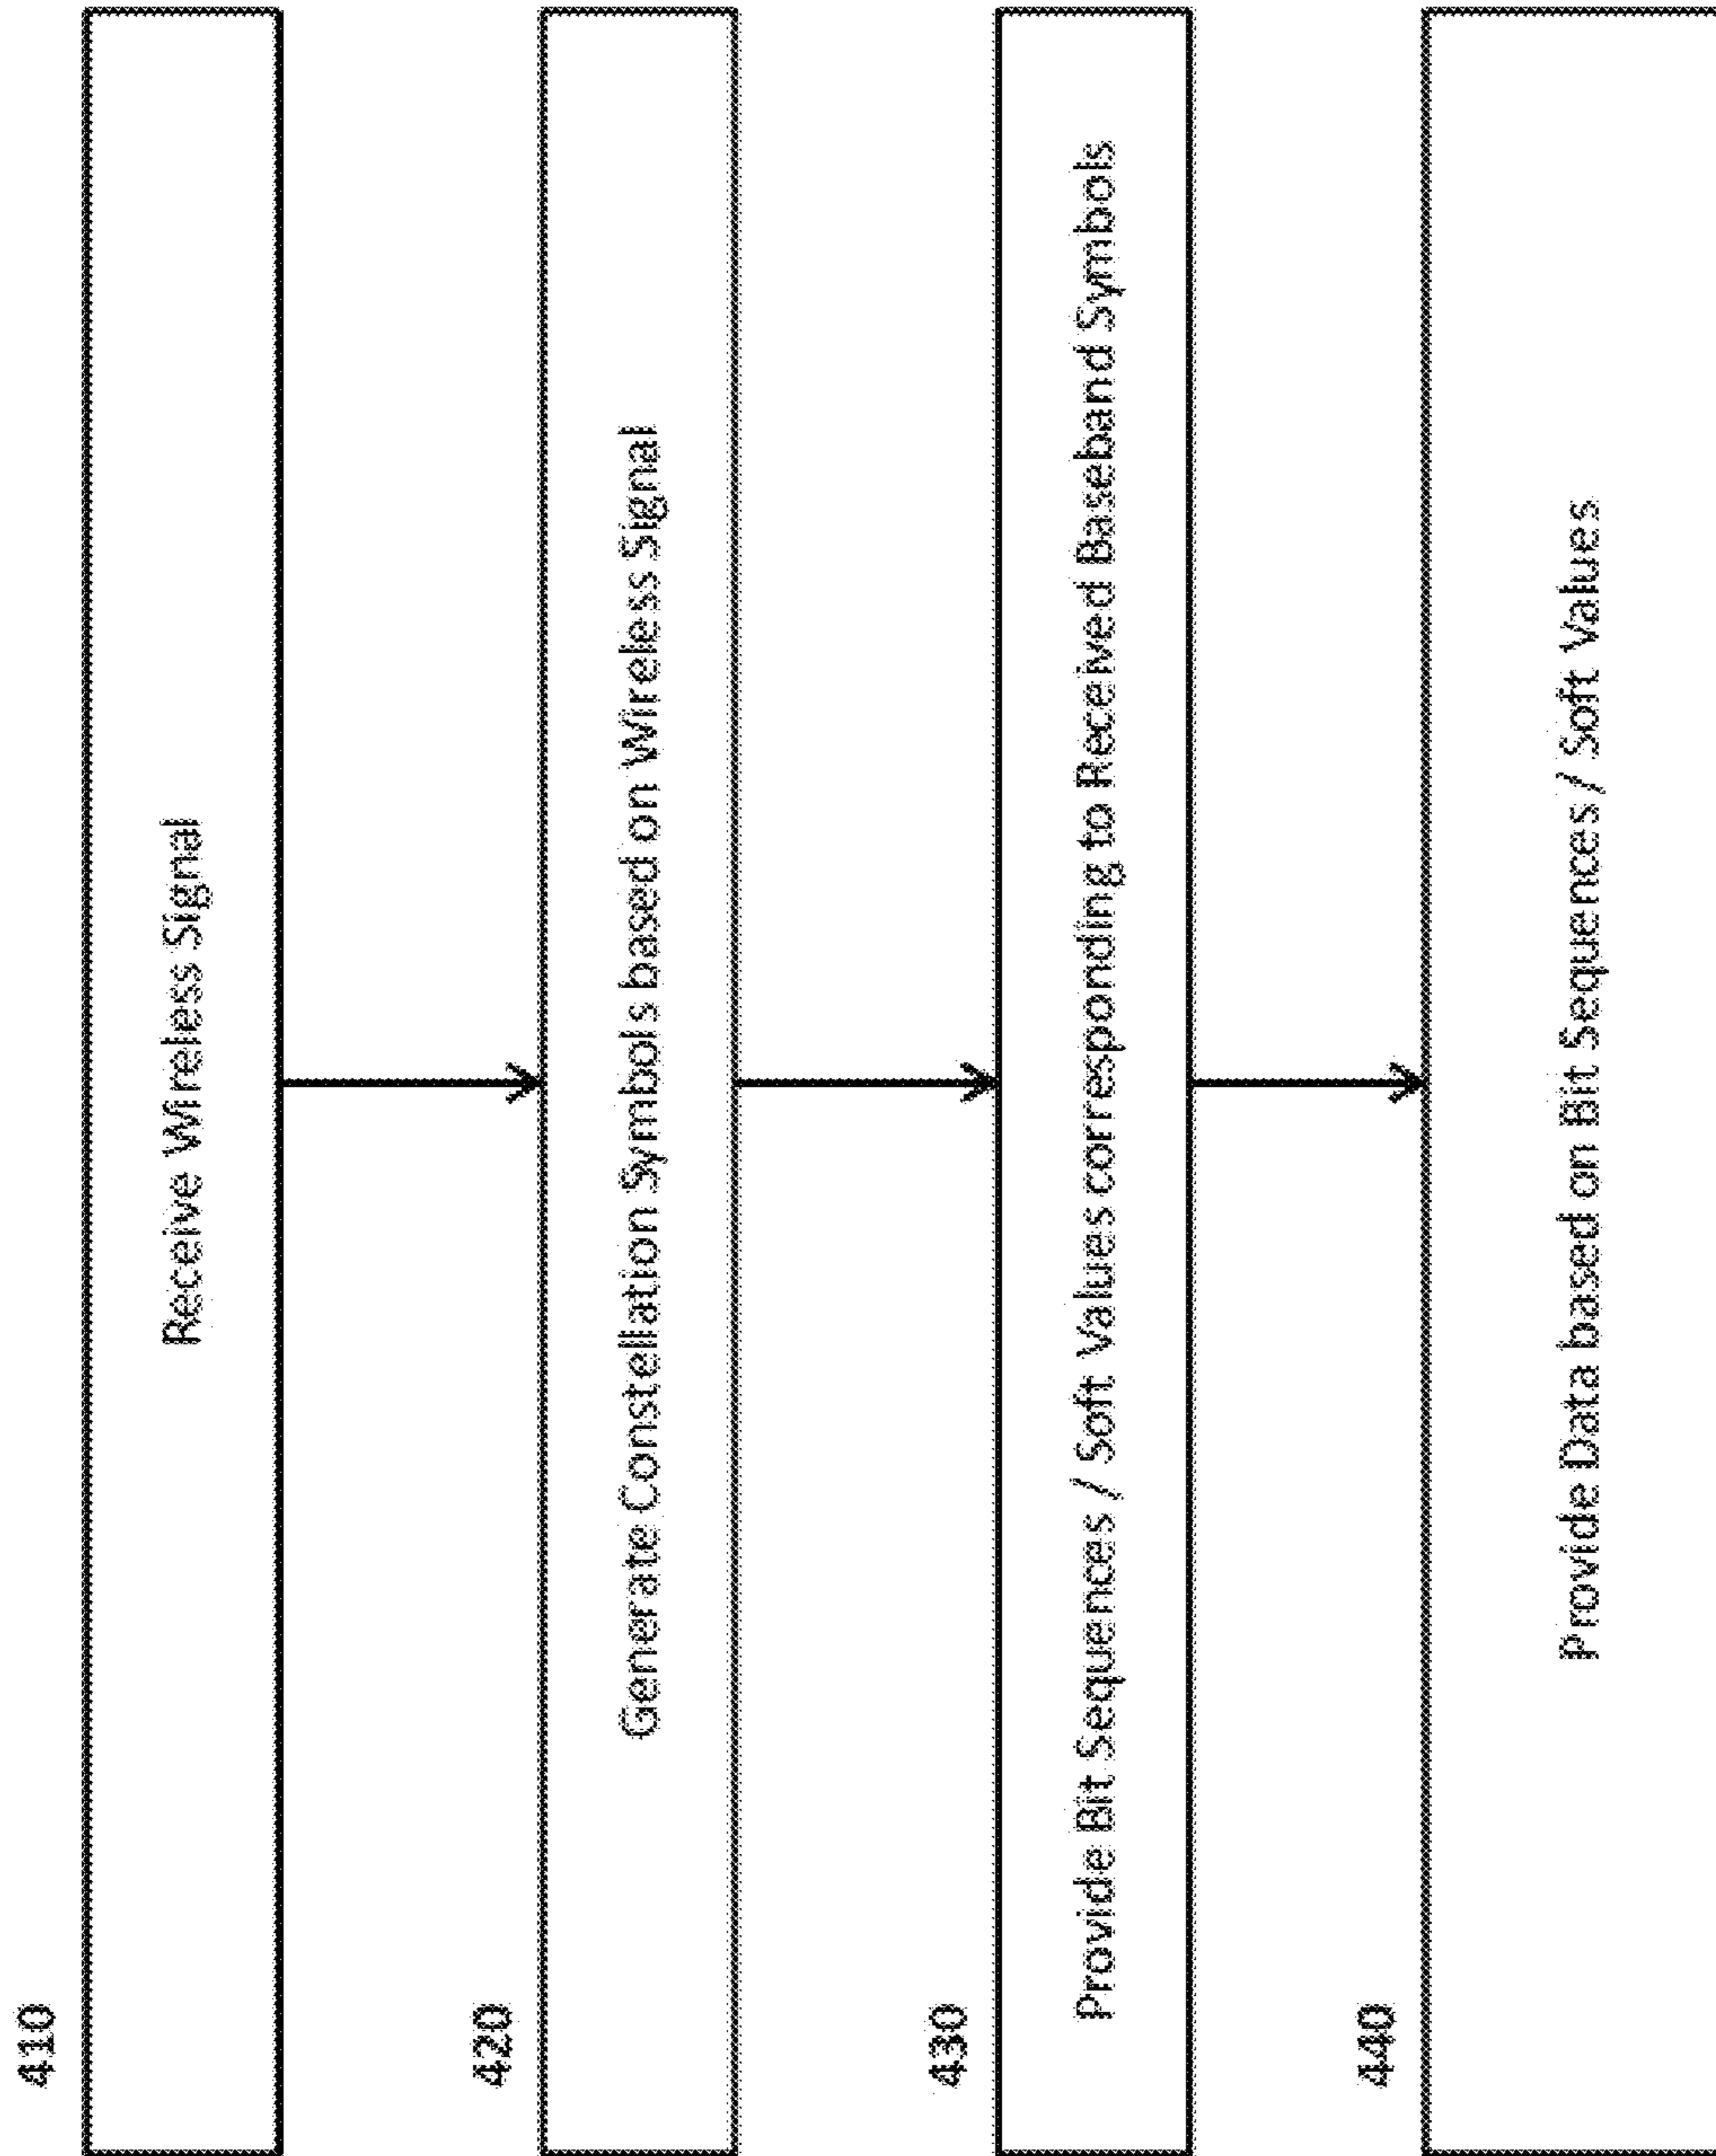 410
Receive Wireless Signal
420
Generate Constellation Symbols based on Wireless Signal
430
Provide Bit Sequences / Soft Values corresponding to Received Baseband Symbols
440
Provide Data based on Bit Sequences / Soft Values